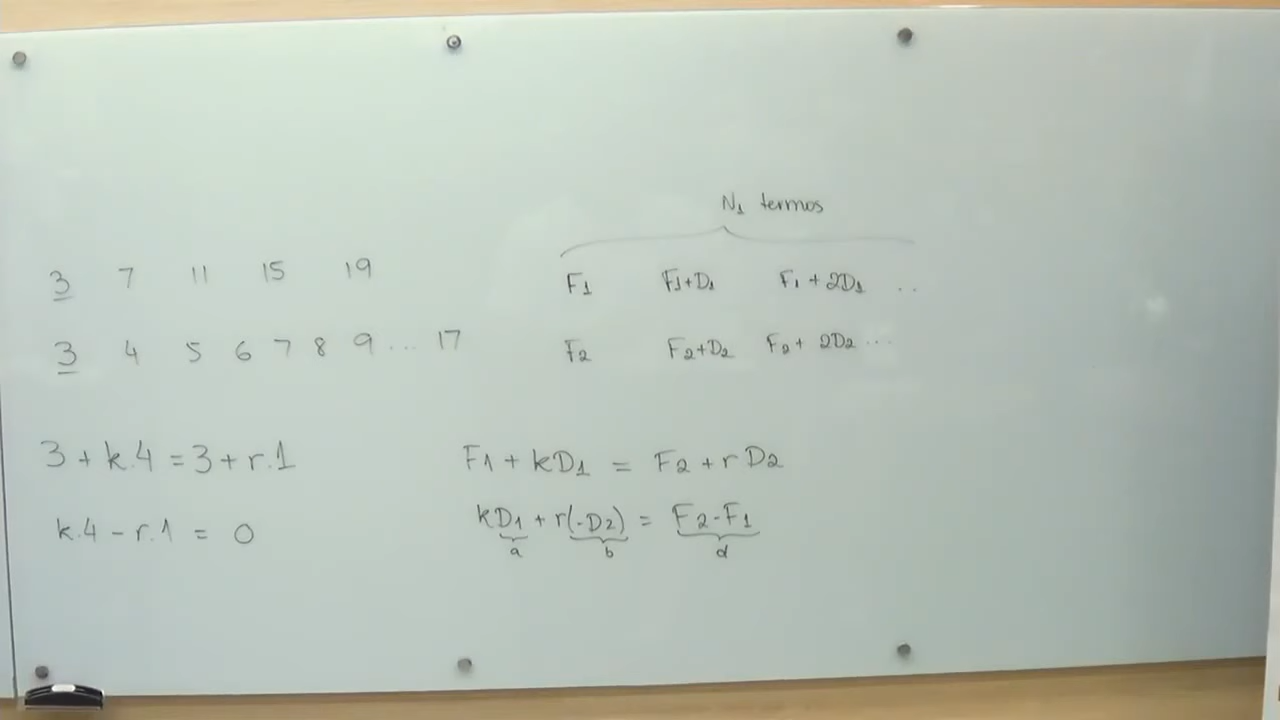 N1 termos
3 7 11 15 19
F1 F1+D1 F1+2D1 ..
3 4 5 6 7 8 9 ... 17
F2 F2+D2 F2+2D2 ...
3+k.4=3+r.1
F1+kD1 = F2+rD2
k.4-r.1 = 0
kD1+r(-D2) = F2-F1
a b d